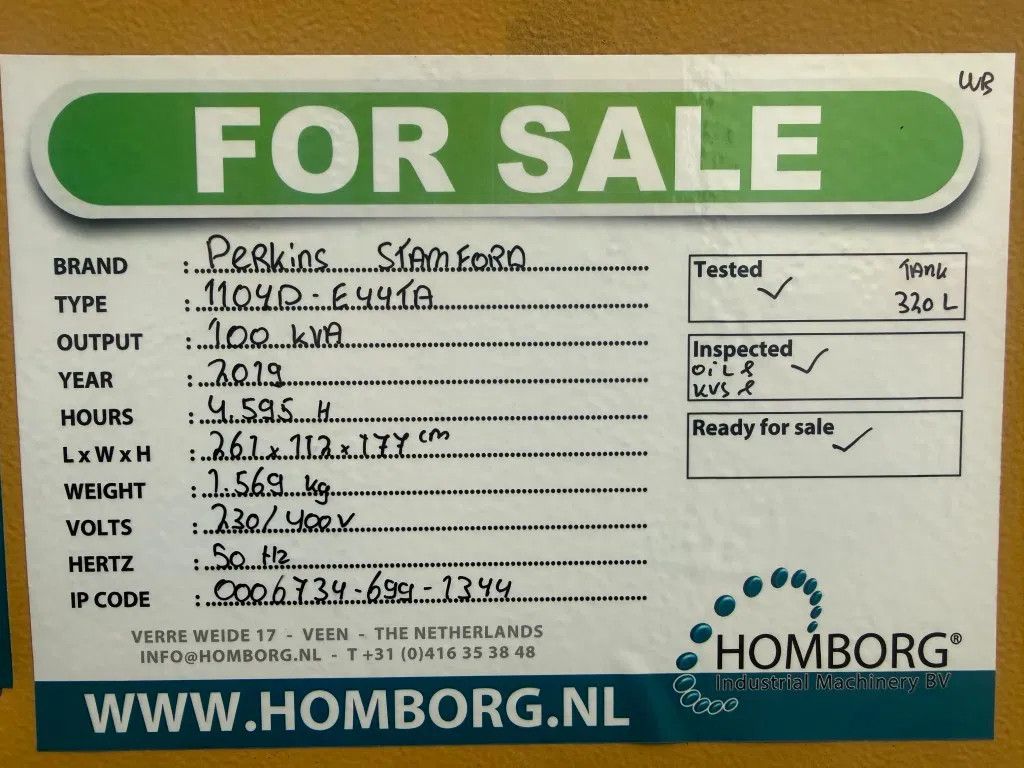 WB
FOR SALE
BRAND : Perkins STAMFORD
TYPE : 1104D-E44TA
OUTPUT : 100 kVA
YEAR : 2019
HOURS : 4.595 H
L x W x H : 261 x 112 x 177 cm
WEIGHT : 1.569 kg
VOLTS : 230/400V
HERTZ : 50 Hz
IP CODE : 0006734-699-1344
Tested ✓ TANK
320 L
Inspected ✓
OIL &
KVS &
Ready for sale ✓
VERRE WEIDE 17 - VEEN - THE NETHERLANDS
INFO@HOMBORG.NL - T +31 (0)416 35 38 48
WWW.HOMBORG.NL
HOMBORG®
Industrial Machinery BV